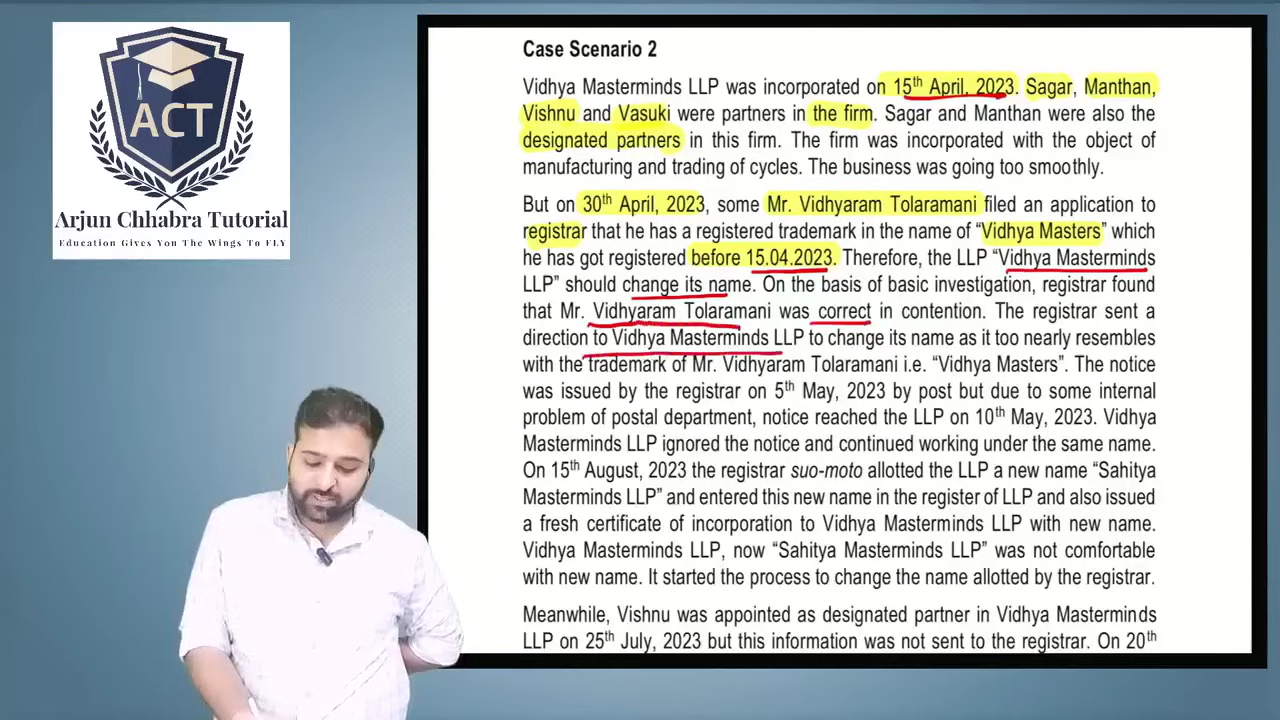 ACT
Arjun Chhabra Tutorial
Education Gives You The Wings To FLY
Case Scenario 2
Vidhya Masterminds LLP was incorporated on 15th April, 2023. Sagar, Manthan,
Vishnu and Vasuki were partners in the firm. Sagar and Manthan were also the
designated partners in this firm. The firm was incorporated with the object of
manufacturing and trading of cycles. The business was going too smoothly.
But on 30th April, 2023, some Mr. Vidhyaram Tolaramani filed an application to
registrar that he has a registered trademark in the name of “Vidhya Masters” which
he has got registered before 15.04.2023. Therefore, the LLP “Vidhya Masterminds
LLP” should change its name. On the basis of basic investigation, registrar found
that Mr. Vidhyaram Tolaramani was correct in contention. The registrar sent a
direction to Vidhya Masterminds LLP to change its name as it too nearly resembles
with the trademark of Mr. Vidhyaram Tolaramani i.e. “Vidhya Masters”. The notice
was issued by the registrar on 5th May, 2023 by post but due to some internal
problem of postal department, notice reached the LLP on 10th May, 2023. Vidhya
Masterminds LLP ignored the notice and continued working under the same name.
On 15th August, 2023 the registrar suo-moto allotted the LLP a new name “Sahitya
Masterminds LLP” and entered this new name in the register of LLP and also issued
a fresh certificate of incorporation to Vidhya Masterminds LLP with new name.
Vidhya Masterminds LLP, now “Sahitya Masterminds LLP” was not comfortable
with new name. It started the process to change the name allotted by the registrar.
Meanwhile, Vishnu was appointed as designated partner in Vidhya Masterminds
LLP on 25th July, 2023 but this information was not sent to the registrar. On 20th